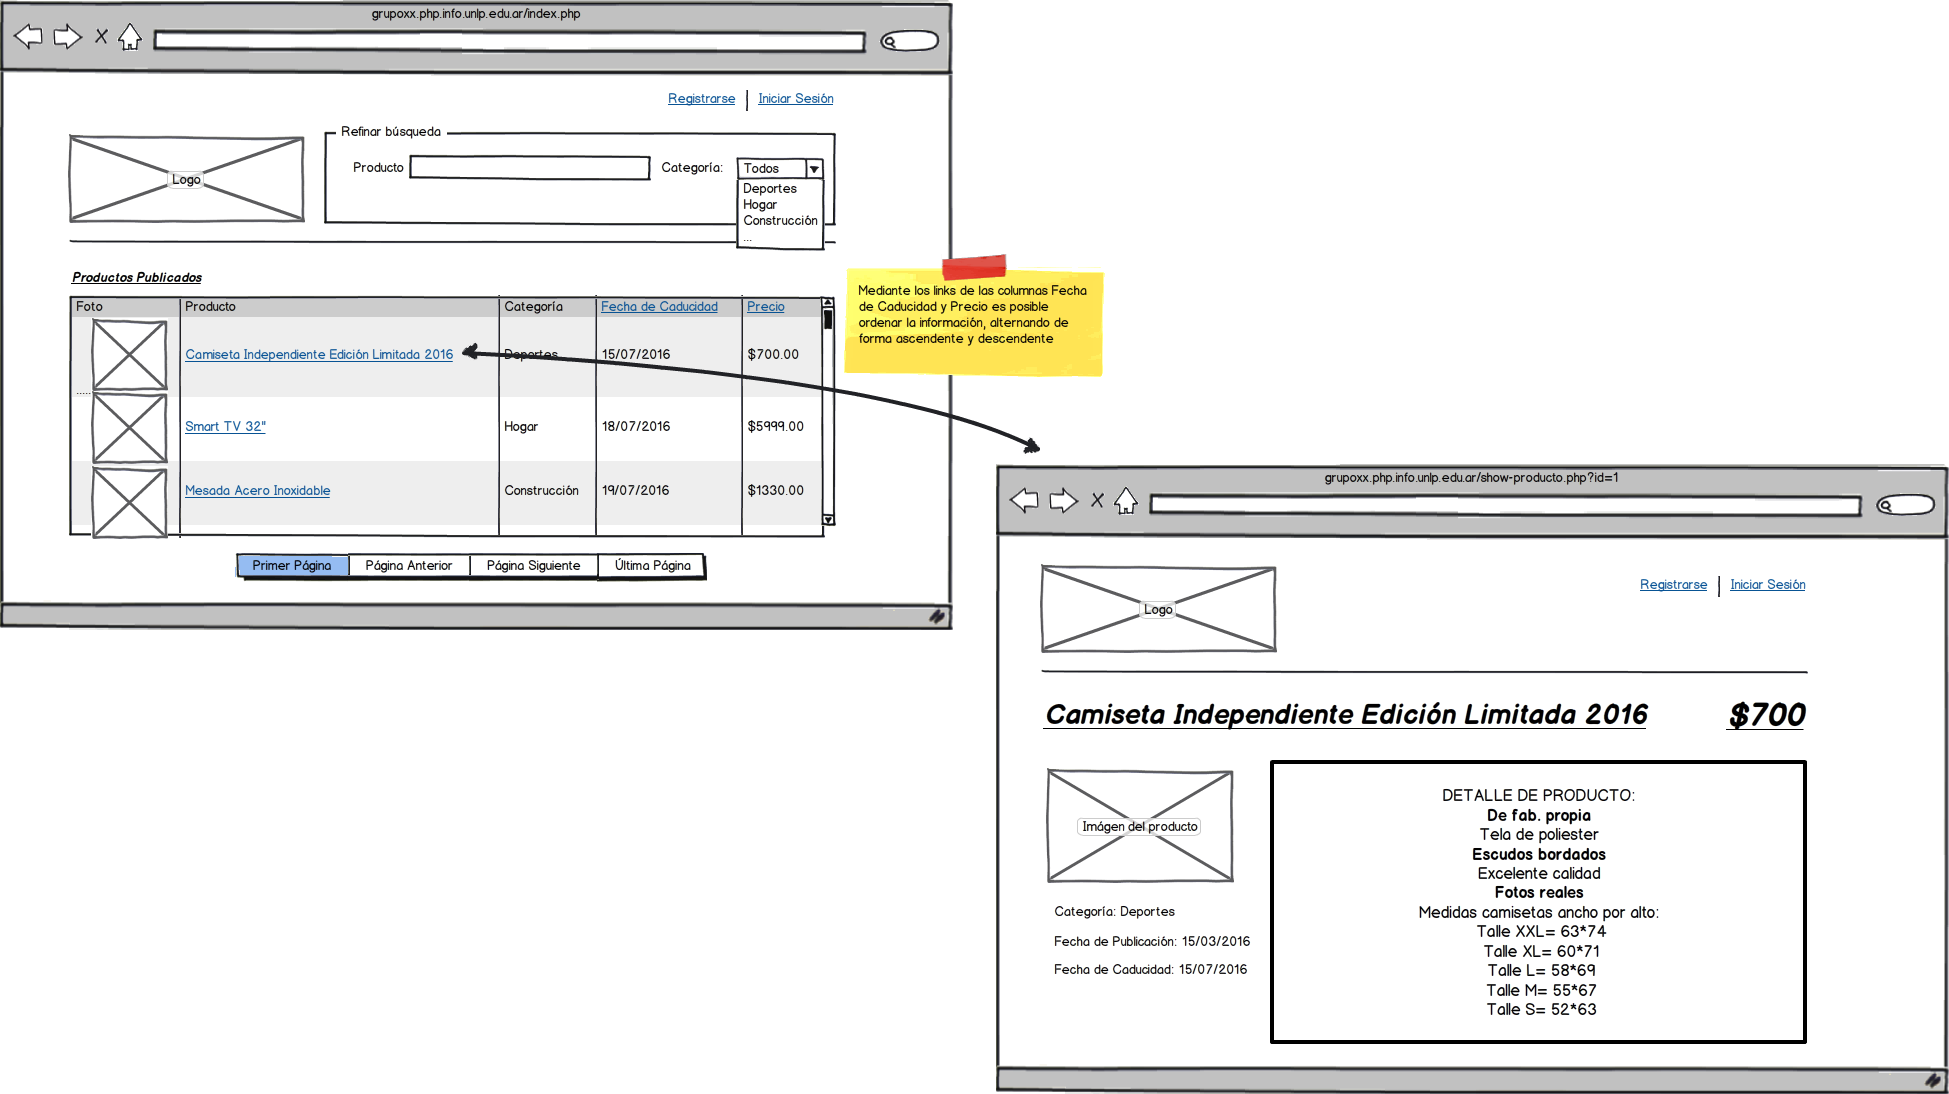 grupoxx.php.info.unlp.edu.ar/index.php
Registrarse Iniciar Sesión
Logo
Refinar búsqueda
Producto Categoría: Todos
Deportes
Hogar
Construcción
...
Productos Publicados
Foto Producto Categoría Fecha de Caducidad Precio
Camiseta Independiente Edición Limitada 2016 Deportes 15/07/2016 $700.00
.....
Smart TV 32" Hogar 18/07/2016 $5999.00
Mesada Acero Inoxidable Construcción 19/07/2016 $1330.00
Primer Página Página Anterior Página Siguiente Última Página
Mediante los links de las columnas Fecha
de Caducidad y Precio es posible
ordenar la información, alternando de
forma ascendente y descendente
grupoxx.php.info.unlp.edu.ar/show-producto.php?id=1
Logo
Registrarse Iniciar Sesión
Camiseta Independiente Edición Limitada 2016 $700
Imágen del producto
Categoría: Deportes
Fecha de Publicación: 15/03/2016
Fecha de Caducidad: 15/07/2016
DETALLE DE PRODUCTO:
De fab. propia
Tela de poliester
Escudos bordados
Excelente calidad
Fotos reales
Medidas camisetas ancho por alto:
Talle XXL= 63*74
Talle XL= 60*71
Talle L= 58*69
Talle M= 55*67
Talle S= 52*63